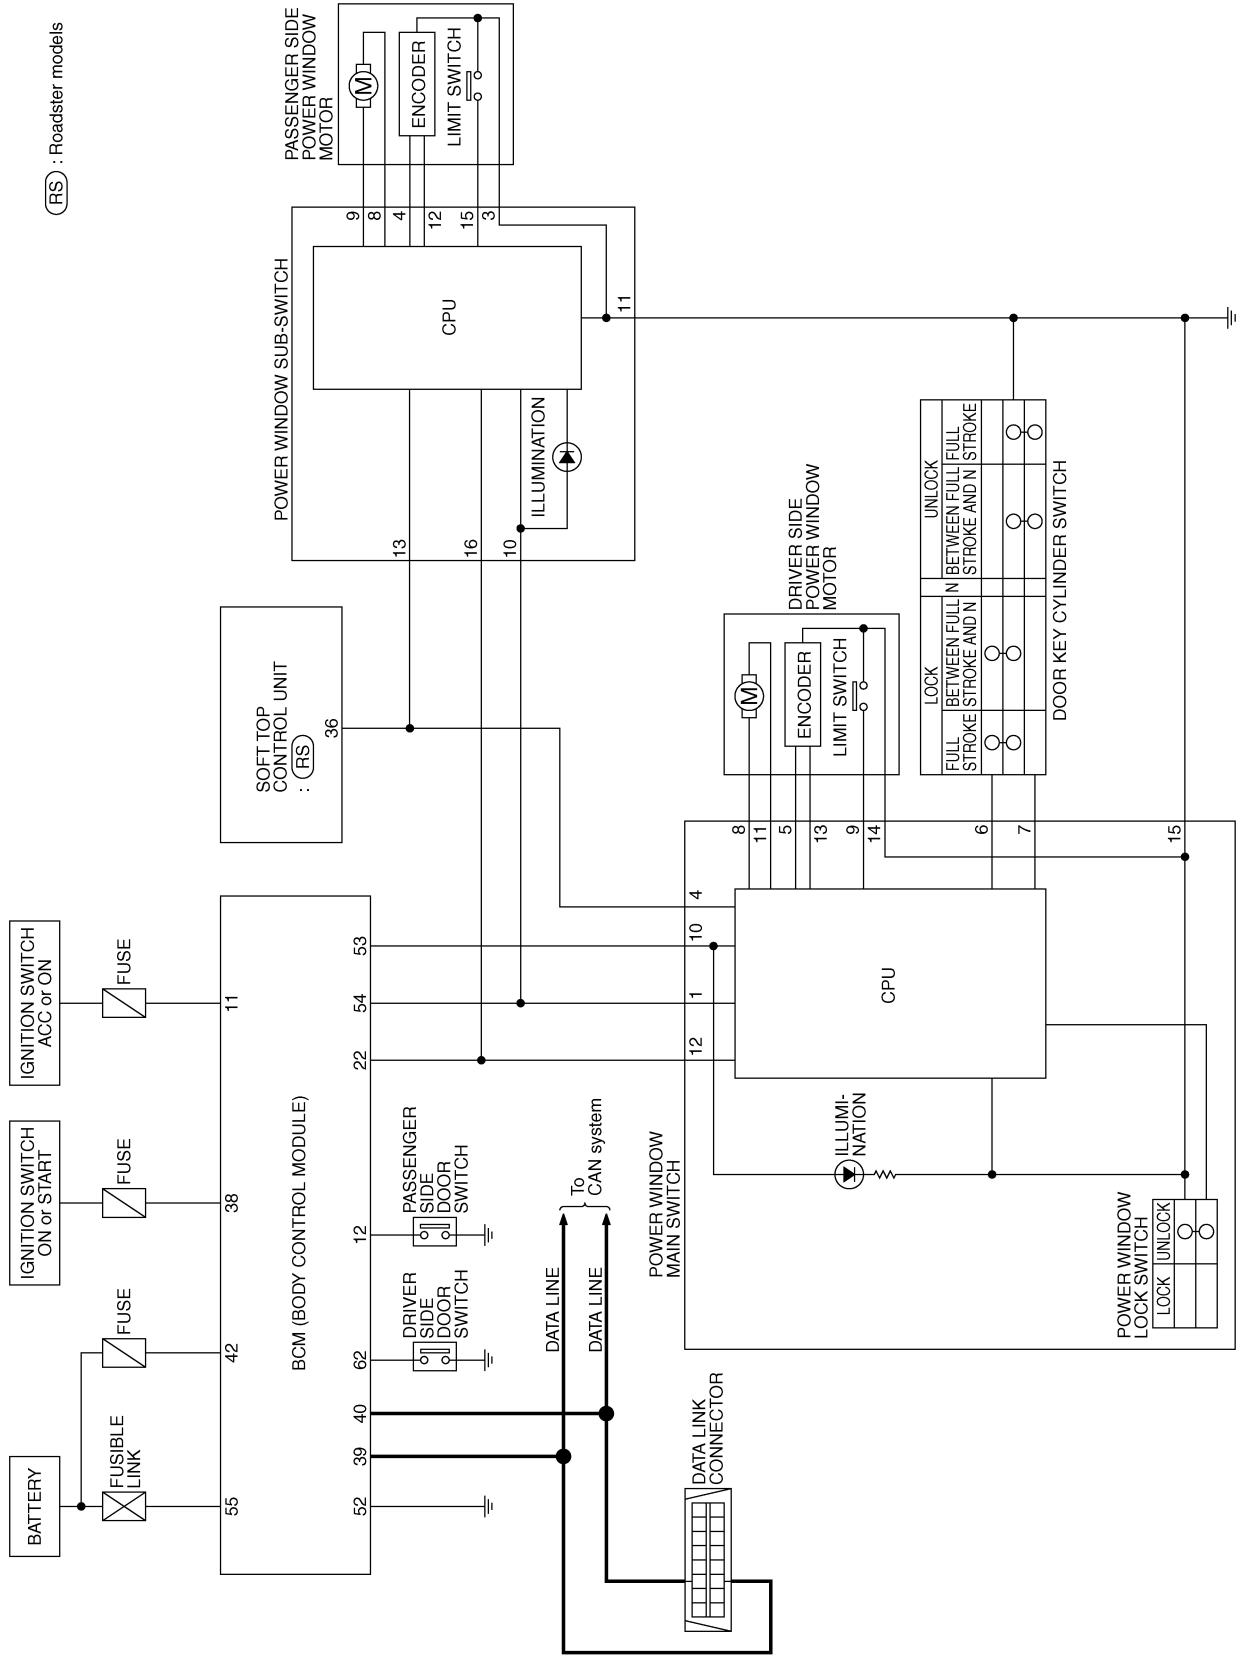 BATTERY
FUSIBLE
LINK
FUSE
IGNITION SWITCH
ON or START
FUSE
IGNITION SWITCH
ACC or ON
FUSE
55
42
38
11
BCM (BODY CONTROL MODULE)
52
39
40
62
12
22
54
53
DRIVER
SIDE
DOOR
SWITCH
PASSENGER
SIDE
DOOR
SWITCH
DATA LINE
DATA LINE
To
CAN system
DATA LINK
CONNECTOR
SOFT TOP
CONTROL UNIT
: RS
36
POWER WINDOW SUB-SWITCH
13
16
10
ILLUMINATION
CPU
9
8
4
12
15
3
11
PASSENGER SIDE
POWER WINDOW
MOTOR
M
ENCODER
LIMIT SWITCH
RS : Roadster models
POWER WINDOW
MAIN SWITCH
12
1
10
4
CPU
ILLUMI-
NATION
POWER WINDOW
LOCK SWITCH
LOCK
UNLOCK
8
11
5
13
9
14
6
7
15
DRIVER SIDE
POWER WINDOW
MOTOR
M
ENCODER
LIMIT SWITCH
LOCK
N
UNLOCK
FULL
STROKE
BETWEEN FULL
STROKE AND N
BETWEEN FULL
STROKE AND N
FULL
STROKE
DOOR KEY CYLINDER SWITCH